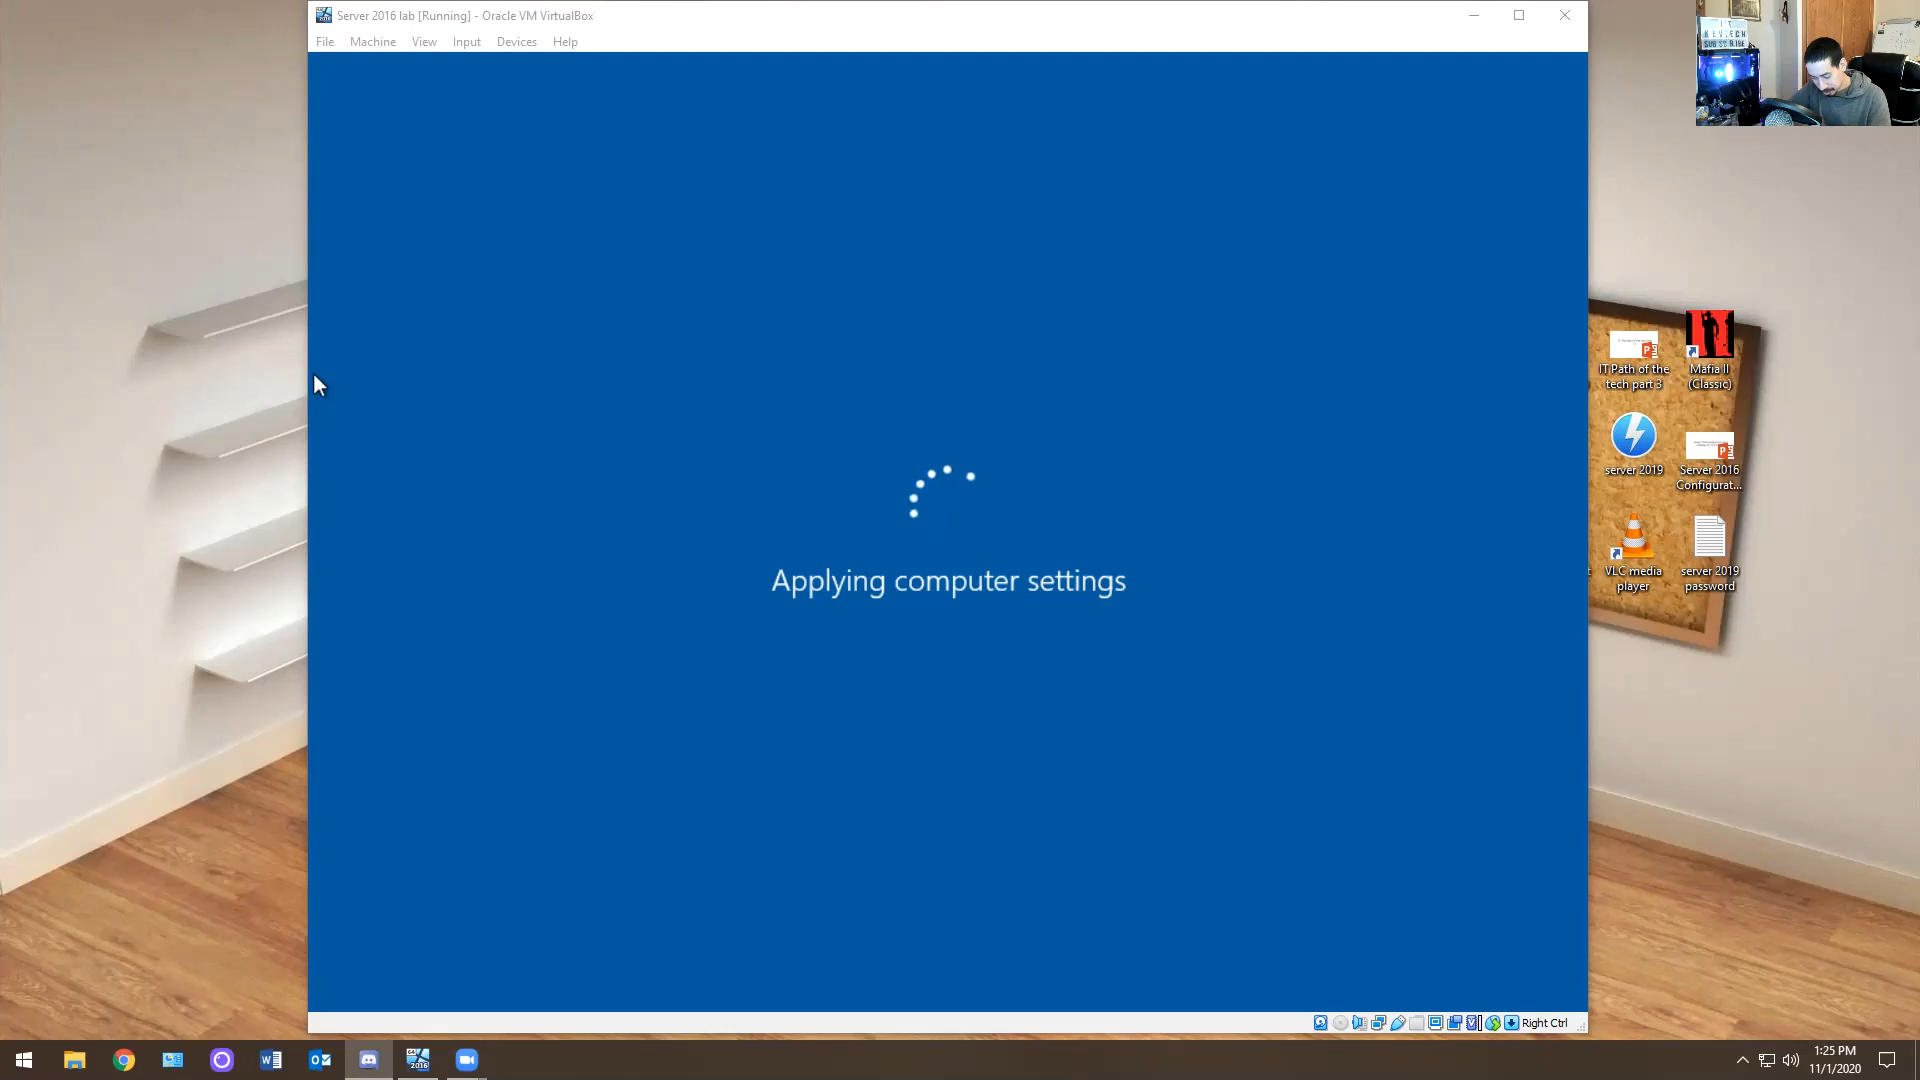 Server 2016 lab [Running] - Oracle VM VirtualBox
File Machine View Input Devices Help
Applying computer settings
SUBSCRIBE
IT Path of the
tech part 3
Mafia II
(Classic)
server 2019
Server 2016
Configurat...
VLC media
player
server 2019
password
Right Ctrl
2016
1:25 PM
11/1/2020